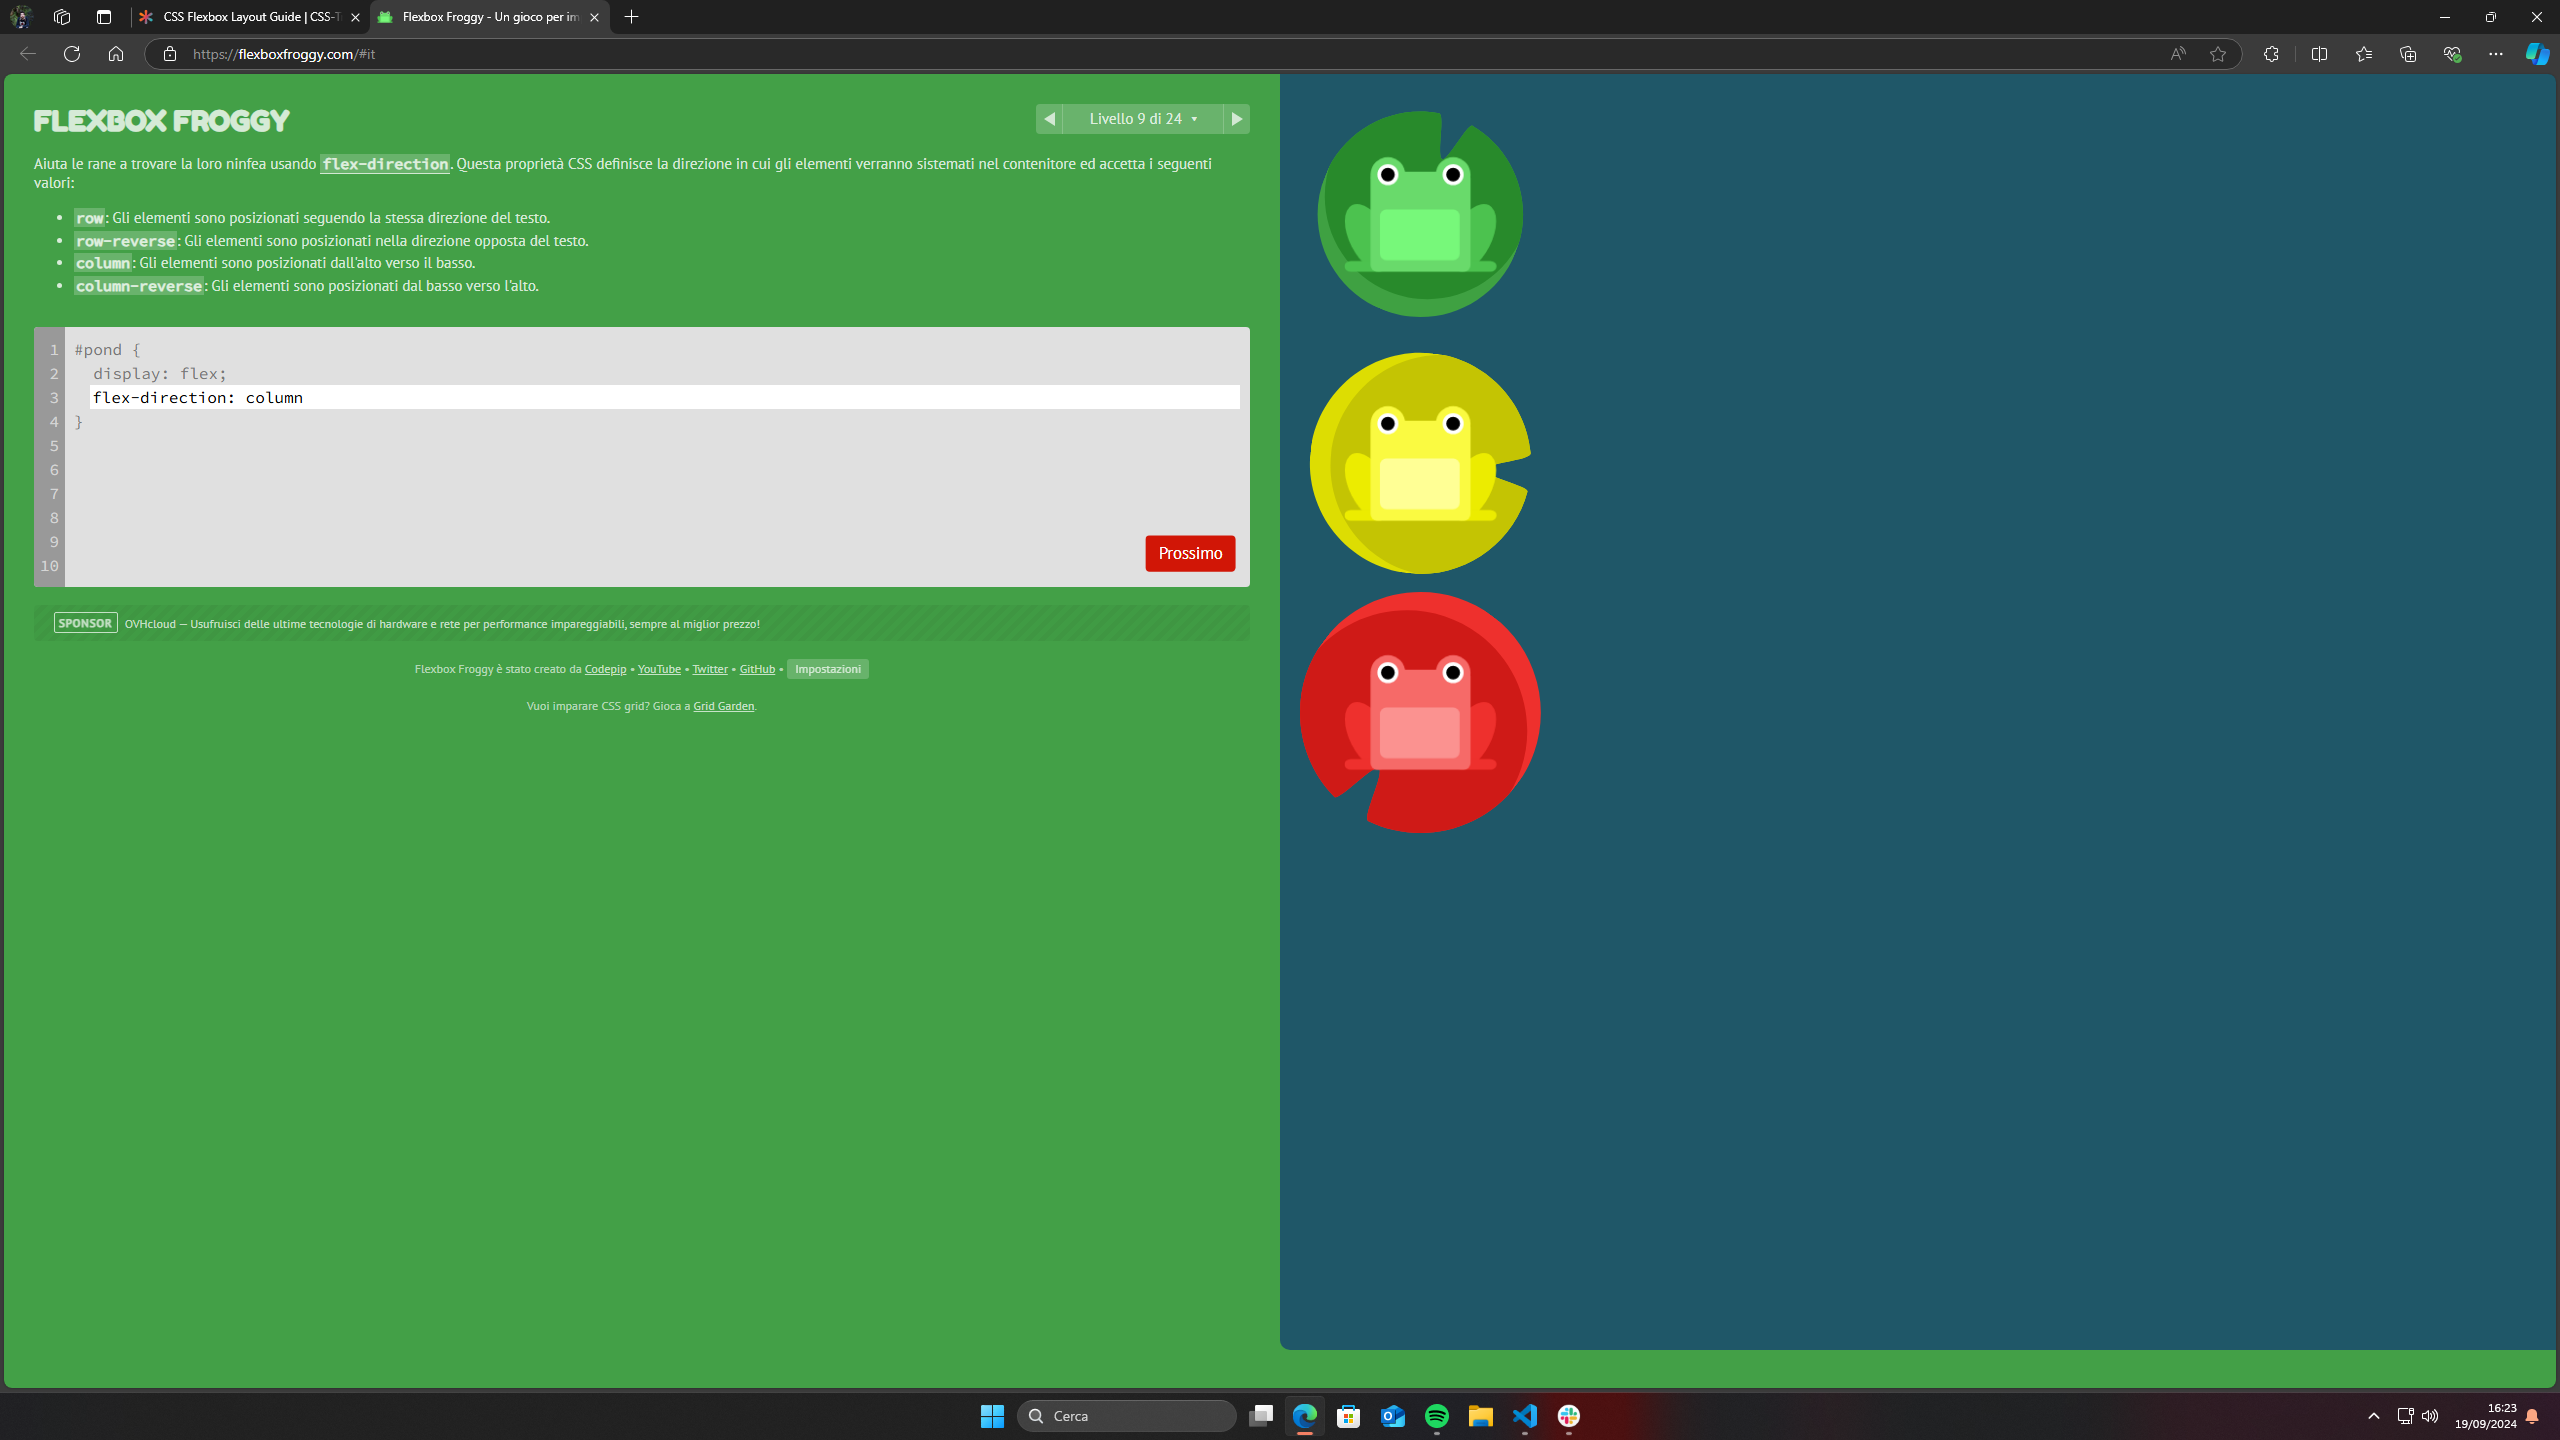 CSS Flexbox Layout Guide | CSS-T
Flexbox Froggy - Un gioco per im
https://flexboxfroggy.com/#it
FLEXBOX FROGGY
Livello 9 di 24
Aiuta le rane a trovare la loro ninfea usando flex-direction. Questa proprietà CSS definisce la direzione in cui gli elementi verranno sistemati nel contenitore ed accetta i seguenti
valori:
• row: Gli elementi sono posizionati seguendo la stessa direzione del testo.
• row-reverse: Gli elementi sono posizionati nella direzione opposta del testo.
• column: Gli elementi sono posizionati dall'alto verso il basso.
• column-reverse: Gli elementi sono posizionati dal basso verso l'alto.
1 #pond {
2 display: flex;
3 flex-direction: column
4 }
5
6
7
8
9
10
Prossimo
SPONSOR OVHcloud — Usufruisci delle ultime tecnologie di hardware e rete per performance impareggiabili, sempre al miglior prezzo!
Flexbox Froggy è stato creato da Codepip • YouTube • Twitter • GitHub • Impostazioni
Vuoi imparare CSS grid? Gioca a Grid Garden.
Cerca
16:23
19/09/2024